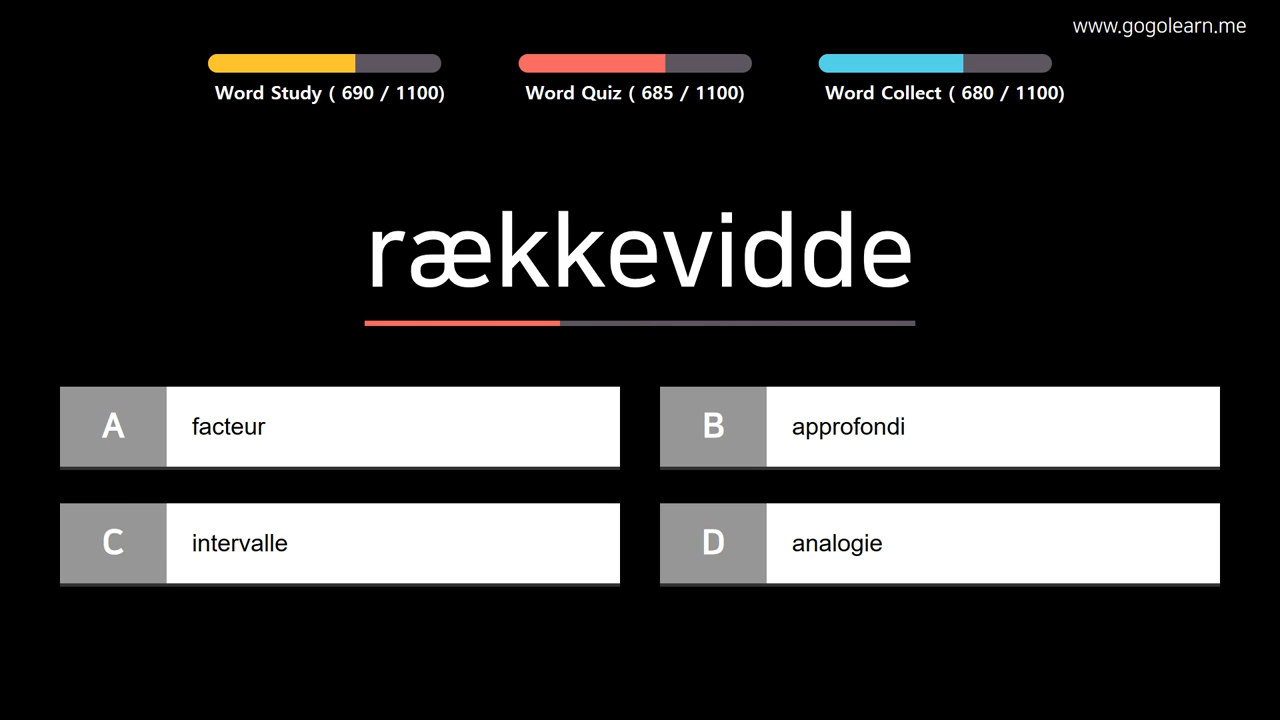 www.gogolearn.me
Word Study ( 690 / 1100)
Word Quiz ( 685 / 1100)
Word Collect ( 680 / 1100)
rækkevidde
A facteur
B approfondi
C intervalle
D analogie